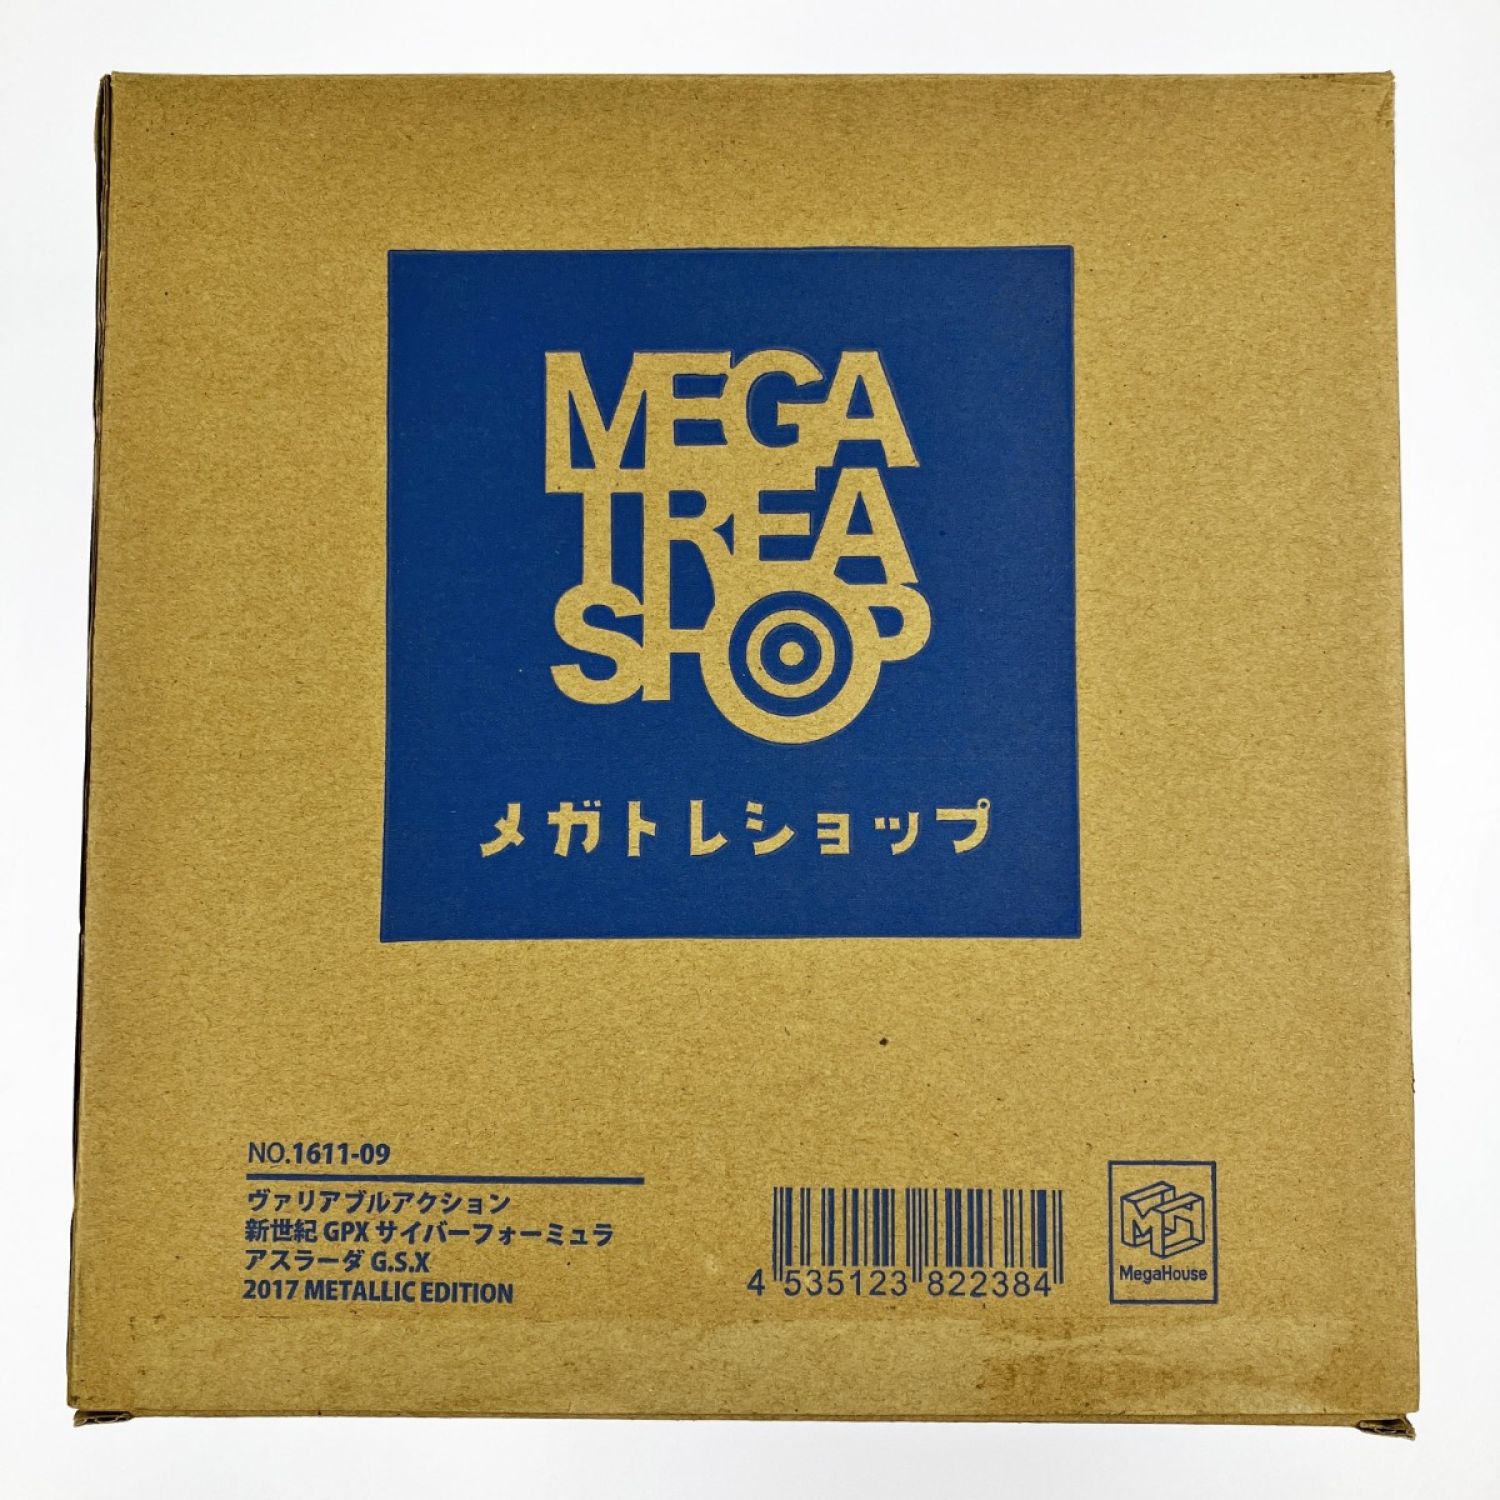 MEGA
TREA
SHOP
メガトレショップ
NO.1611-09
ヴァリアブルアクション
新世紀 GPX サイバーフォーミュラ
アスラーダ G.S.X
2017 METALLIC EDITION
4 535123 822384
MegaHouse